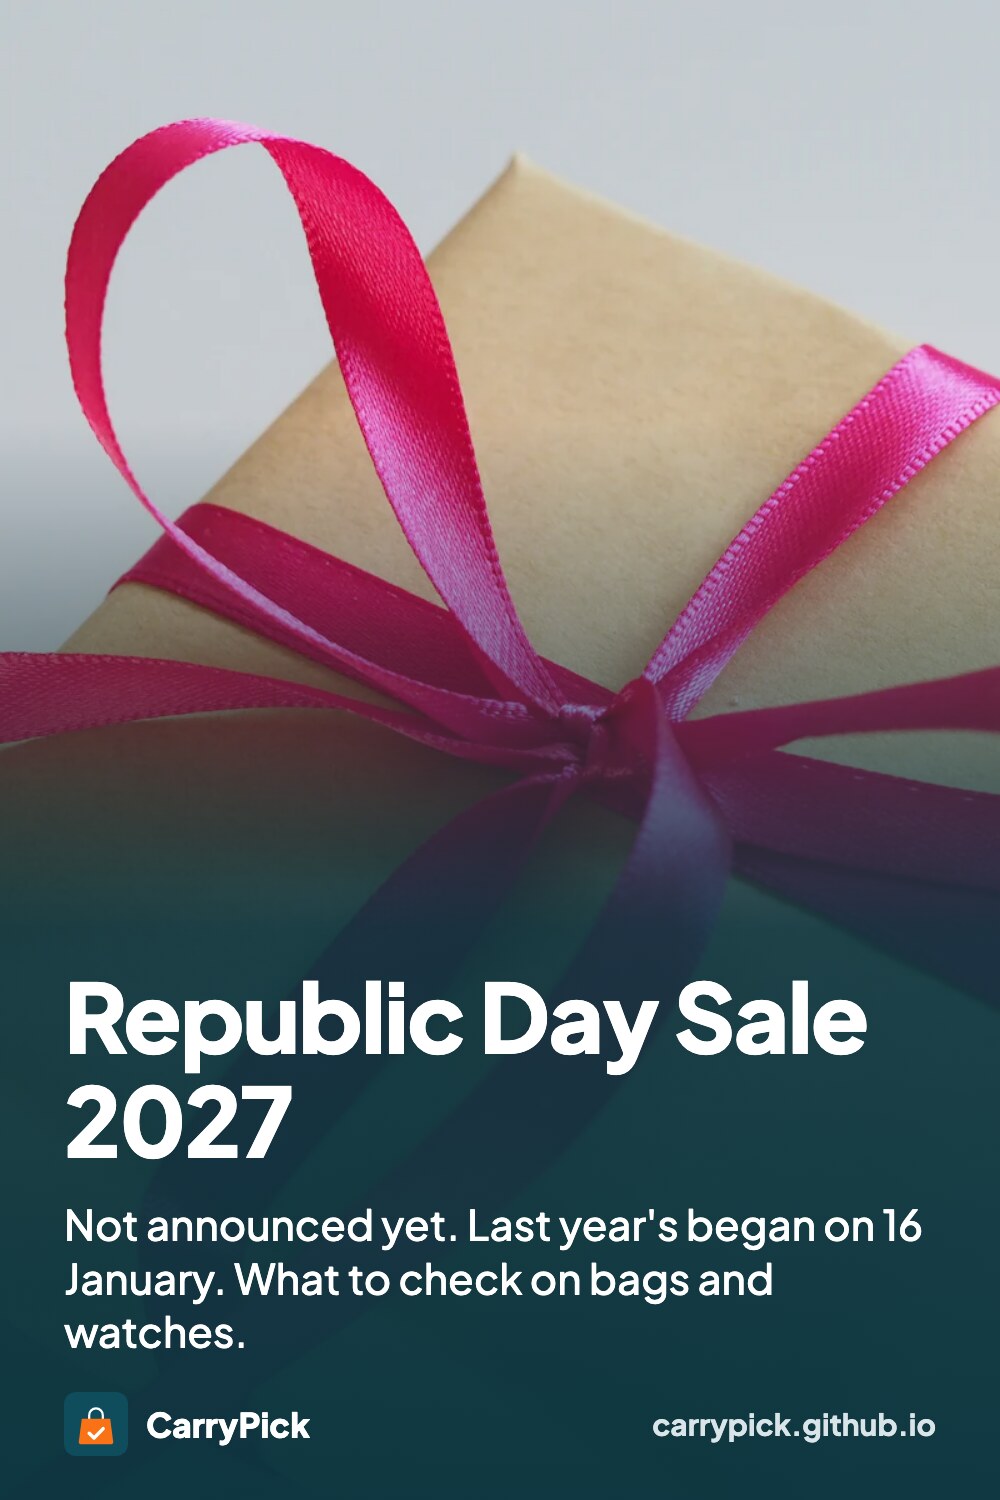 Republic Day Sale
2027
Not announced yet. Last year's began on 16
January. What to check on bags and
watches.
CarryPick
carrypick.github.io